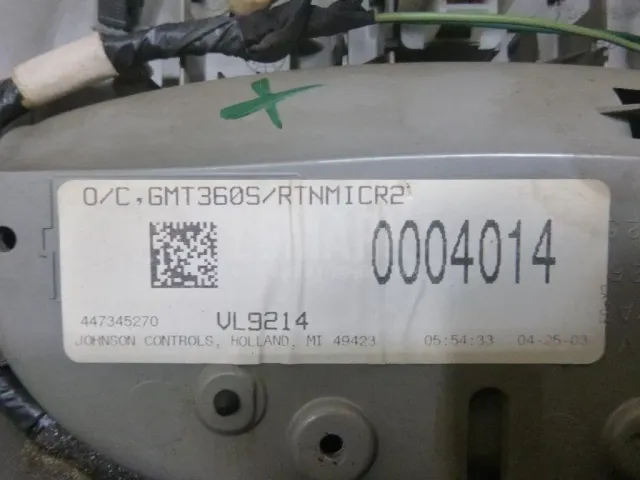 O/C,GMT360S/RTNMICR2
0004014
447345270
VL9214
JOHNSON CONTROLS, HOLLAND, MI 49423
05:54:33 04-25-03